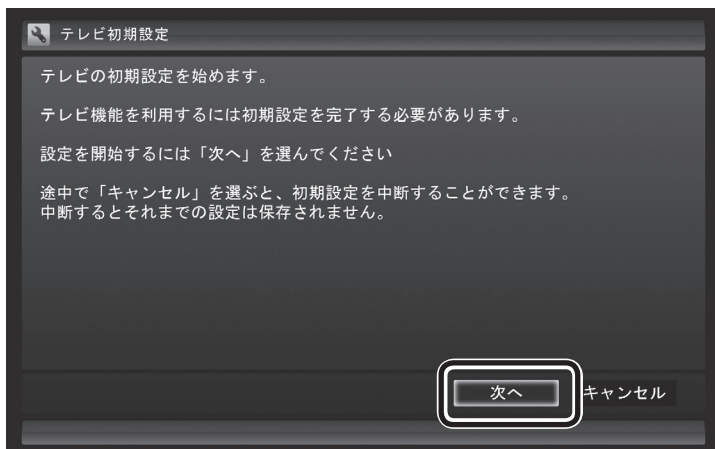 テレビ初期設定
テレビの初期設定を始めます。
テレビ機能を利用するには初期設定を完了する必要があります。
設定を開始するには「次へ」を選んでください
途中で「キャンセル」を選ぶと、初期設定を中断することができます。
中断するとそれまでの設定は保存されません。
次へ キャンセル